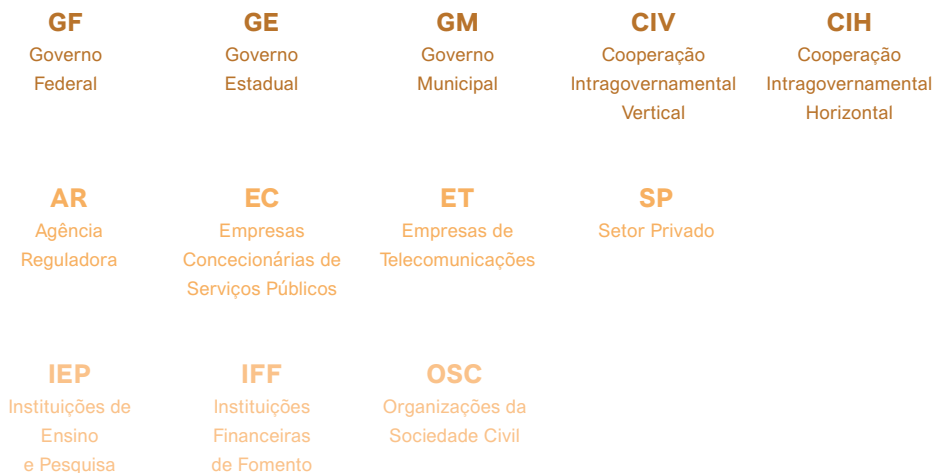 GF
Governo
Federal
GE
Governo
Estadual
GM
Governo
Municipal
CIV
Cooperação
Intragovernamental
Vertical
CIH
Cooperação
Intragovernamental
Horizontal
AR
Agência
Reguladora
EC
Empresas
Concecionárias de
Serviços Públicos
ET
Empresas de
Telecomunicações
SP
Setor Privado
IEP
Instituições de
Ensino
e Pesquisa
IFF
Instituições
Financeiras
de Fomento
OSC
Organizações da
Sociedade Civil